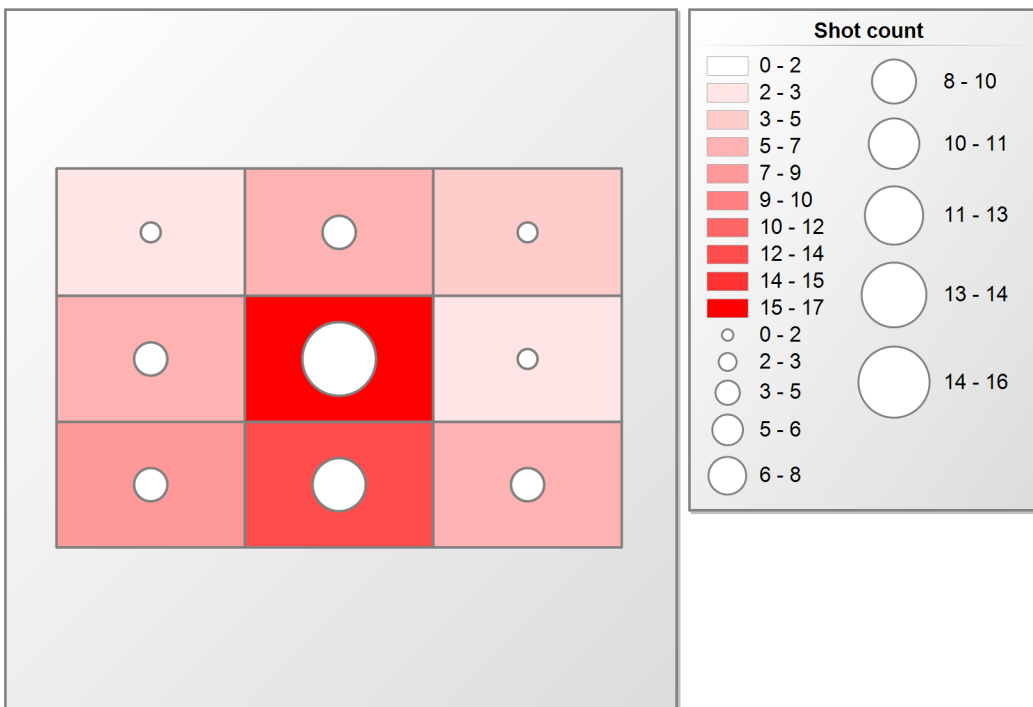 Shot count
0 - 2
2 - 3
3 - 5
5 - 7
7 - 9
9 - 10
10 - 12
12 - 14
14 - 15
15 - 17
0 - 2
2 - 3
3 - 5
5 - 6
6 - 8
8 - 10
10 - 11
11 - 13
13 - 14
14 - 16